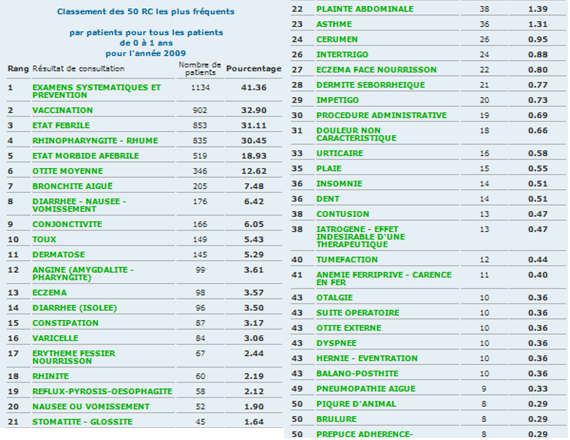 Classement des 50 RC les plus fréquents
par patients pour tous les patients
de 0 à 1 ans
pour l'année 2009
Rang Résultat de consultation Nombre de patients Pourcentage
1 EXAMENS SYSTEMATIQUES ET PREVENTION 1134 41.36
2 VACCINATION 902 32.90
3 ETAT FEBRILE 853 31.11
4 RHINOPHARYNGITE - RHUME 835 30.45
5 ETAT MORBIDE AFEBRILE 519 18.93
6 OTITE MOYENNE 346 12.62
7 BRONCHITE AIGUË 205 7.48
8 DIARRHEE - NAUSEE - VOMISSEMENT 176 6.42
9 CONJONCTIVITE 166 6.05
10 TOUX 149 5.43
11 DERMATOSE 145 5.29
12 ANGINE (AMYGDALITE - PHARYNGITE) 99 3.61
13 ECZEMA 98 3.57
14 DIARRHEE (ISOLEE) 96 3.50
15 CONSTIPATION 87 3.17
16 VARICELLE 84 3.06
17 ERYTHEME FESSIER NOURRISSON 67 2.44
18 RHINITE 60 2.19
19 REFLUX-PYROSIS-OESOPHAGITE 58 2.12
20 NAUSEE OU VOMISSEMENT 52 1.90
21 STOMATITE - GLOSSITE 45 1.64
22 PLAINTE ABDOMINALE 38 1.39
23 ASTHME 36 1.31
24 CERUMEN 26 0.95
26 INTERTRIGO 24 0.88
27 ECZEMA FACE NOURRISSON 22 0.80
28 DERMITE SEBORRHEIQUE 21 0.77
29 IMPETIGO 20 0.73
30 PROCEDURE ADMINISTRATIVE 19 0.69
31 DOULEUR NON CARACTERISTIQUE 18 0.66
33 URTICAIRE 16 0.58
35 PLAIE 15 0.55
36 INSOMNIE 14 0.51
36 DENT 14 0.51
38 CONTUSION 13 0.47
38 IATROGENE - EFFET INDESIRABLE D'UNE THERAPEUTIQUE 13 0.47
40 TUMEFACTION 12 0.44
41 ANEMIE FERRIPRIVE - CARENCE EN FER 11 0.40
43 OTALGIE 10 0.36
43 SUITE OPERATOIRE 10 0.36
43 OTITE EXTERNE 10 0.36
43 DYSPNEE 10 0.36
43 HERNIE - EVENTRATION 10 0.36
43 BALANO-POSTHITE 10 0.36
49 PNEUMOPATHIE AIGUE 9 0.33
50 PIQURE D'ANIMAL 8 0.29
50 BRULURE 8 0.29
50 PREPUCE ADHERENCE- 8 0.29